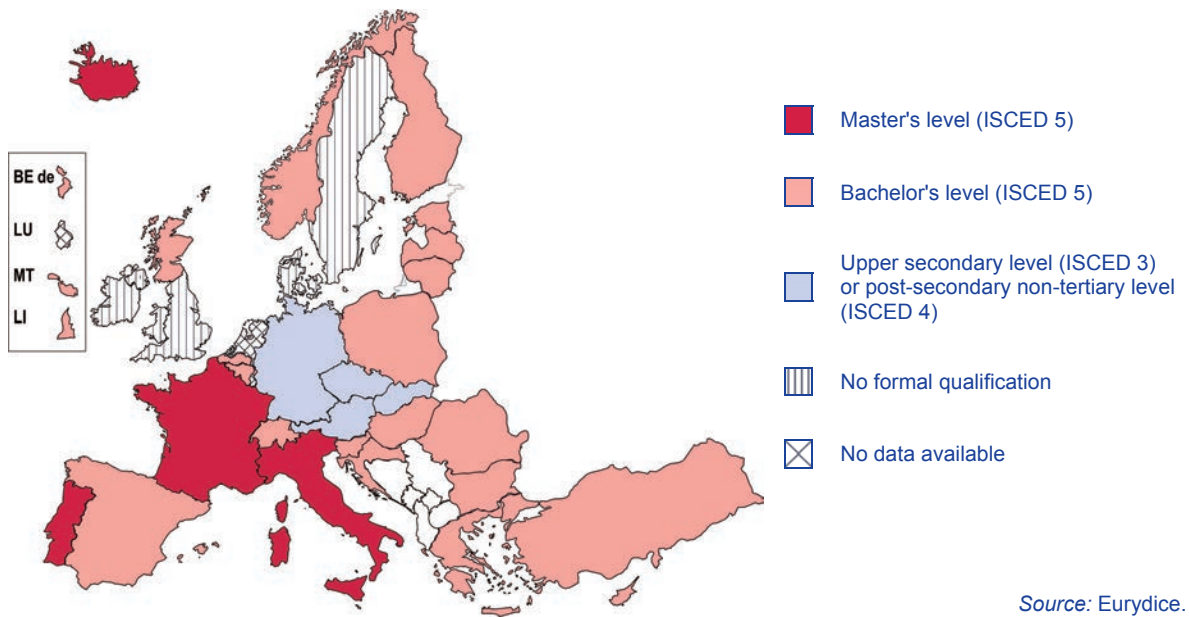 BE de
LU
MT
LI
Master's level (ISCED 5)
Bachelor's level (ISCED 5)
Upper secondary level (ISCED 3)
or post-secondary non-tertiary level
(ISCED 4)
No formal qualification
No data available
Source: Eurydice.